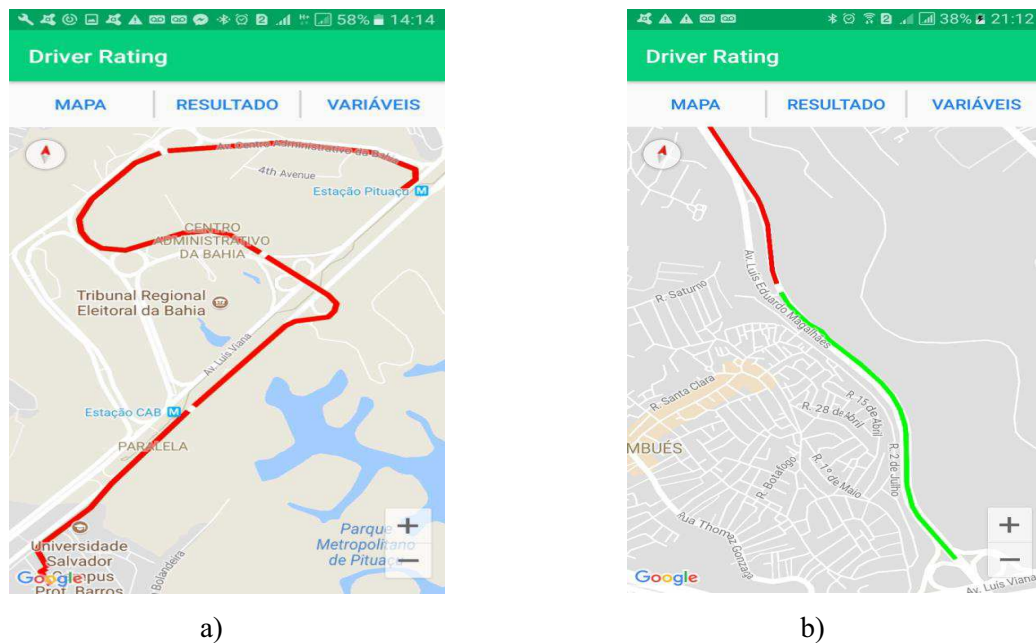 58% 14:14
Driver Rating
MAPA RESULTADO VARIÁVEIS
Av. Centro Administrativo da Bahia
4th Avenue
Estação Pituaçu M
CENTRO
ADMINISTRATIVO
DA BAHIA
Tribunal Regional
Eleitoral da Bahia
Av. Luís Viana
Estação CAB M
PARALELA
Universidade
Salvador
Campus
Prot. Barros
Bolandeira
Parque
Metropolitano
de Pituaçu
+
−
Google
a)
38% 21:12
Driver Rating
MAPA RESULTADO VARIÁVEIS
Av. Luís Eduardo Magalhães
R. Saturno
R. Santa Clara
R. 15 de Abril
R. 28 de Abril
MBUÉS
R. Botafogo
R. 1º de Maio
R. 2 de Julho
Rua Thomaz Gonzaga
+
−
Google
Av. Luís Viana
b)